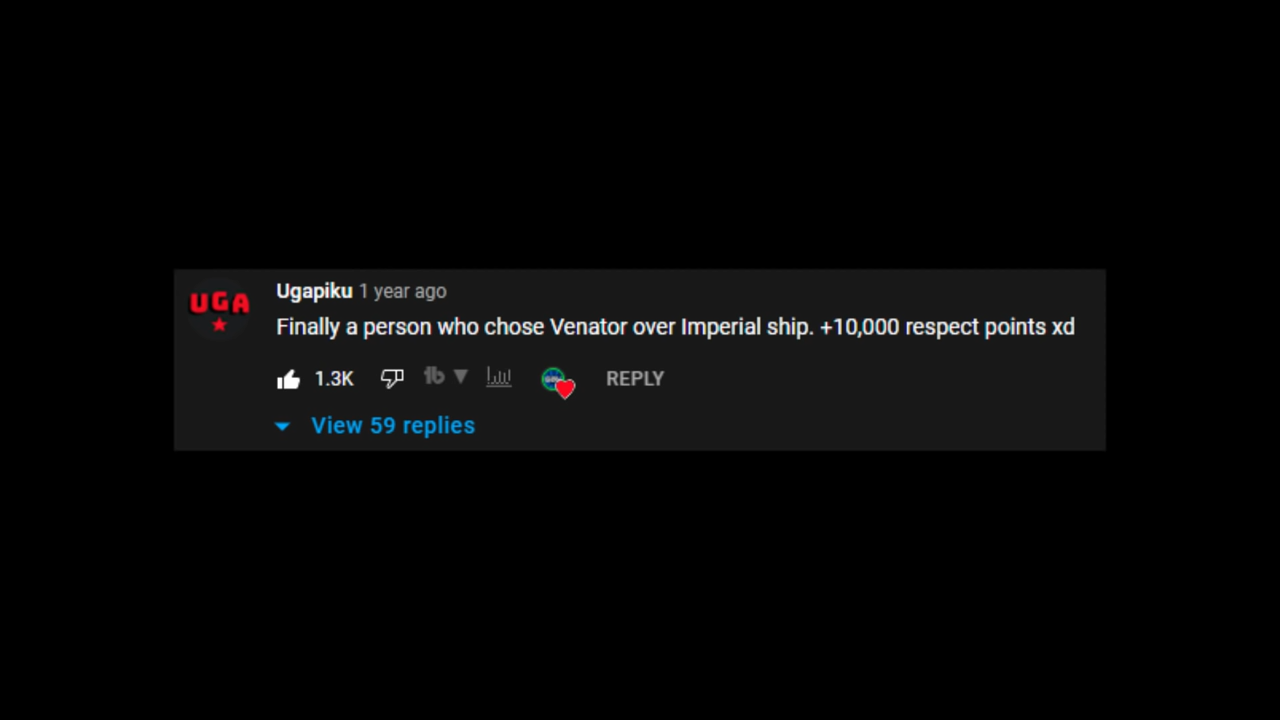 UGA
Ugapiku 1 year ago
Finally a person who chose Venator over Imperial ship. +10,000 respect points xd
1.3K
REPLY
View 59 replies